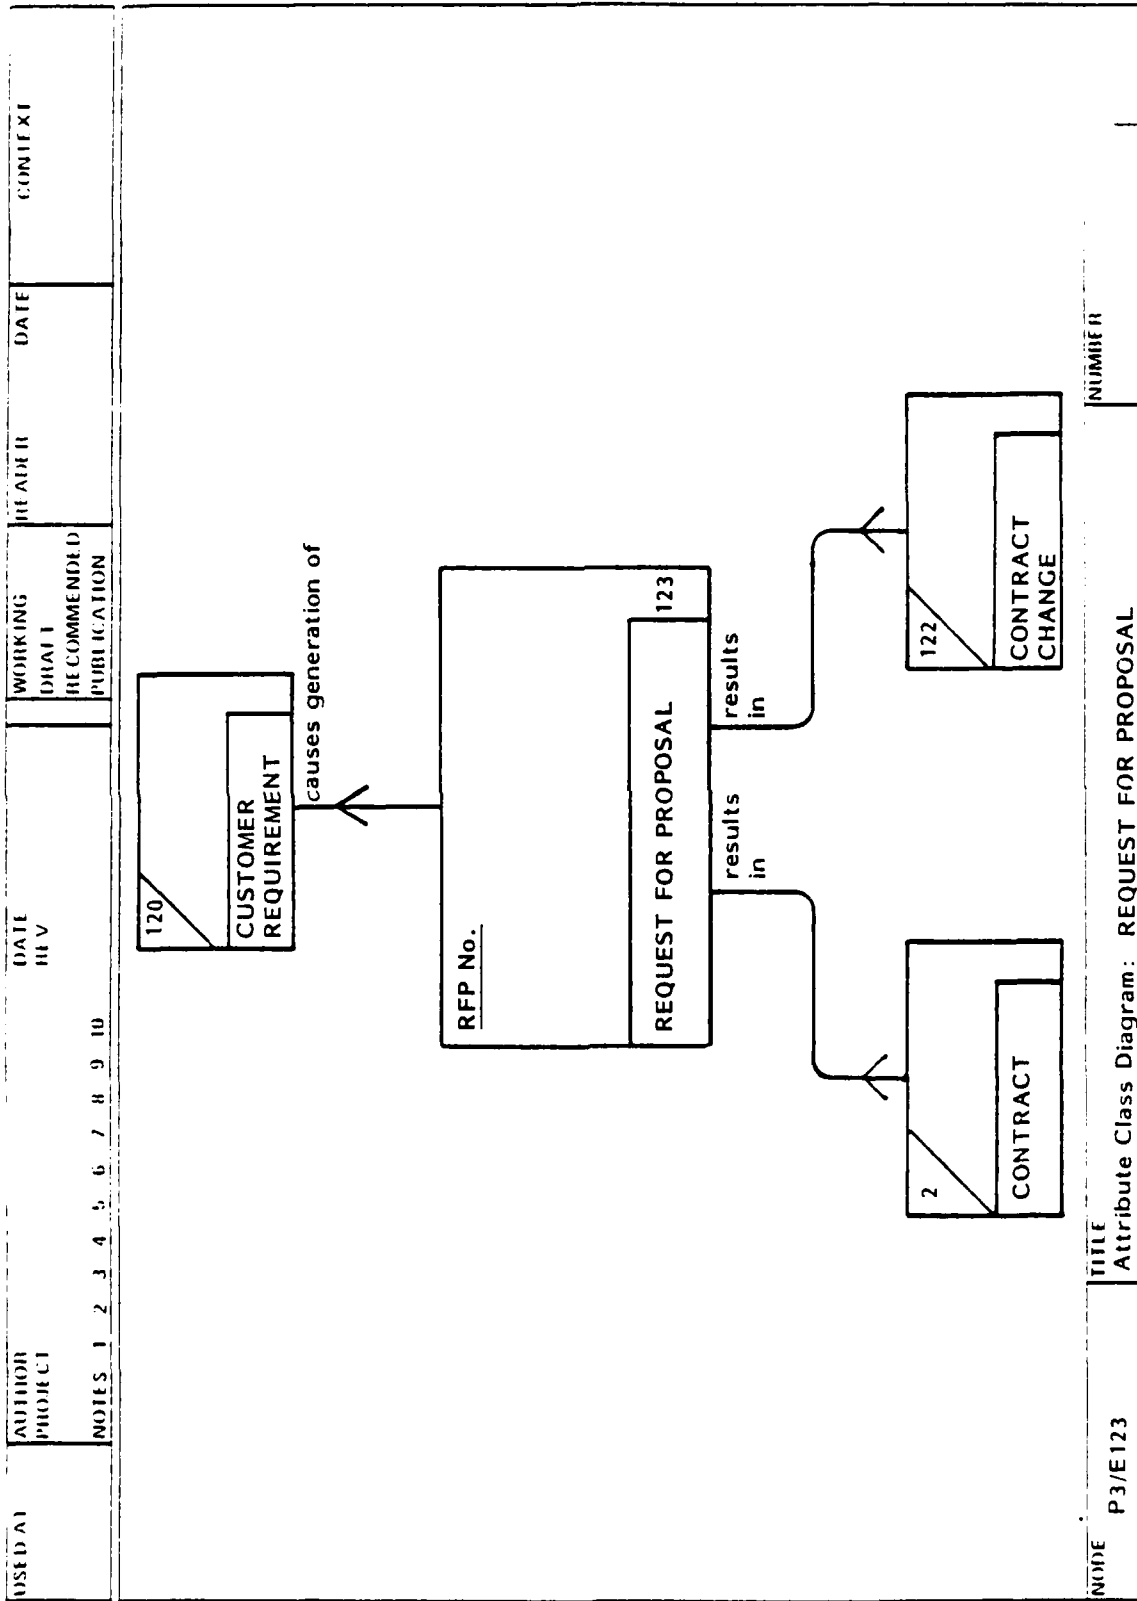 USED AT
AUTHOR
PROJECT
DATE
REV
WORKING
DRAFT
RECOMMENDED
PUBLICATION
READER
DATE
CONTEXT
NOTES 1 2 3 4 5 6 7 8 9 10
120
CUSTOMER
REQUIREMENT
causes generation of
RFP No.
REQUEST FOR PROPOSAL
123
results
in
results
in
2
CONTRACT
122
CONTRACT
CHANGE
NODE
P3/E123
TITLE
Attribute Class Diagram: REQUEST FOR PROPOSAL
NUMBER